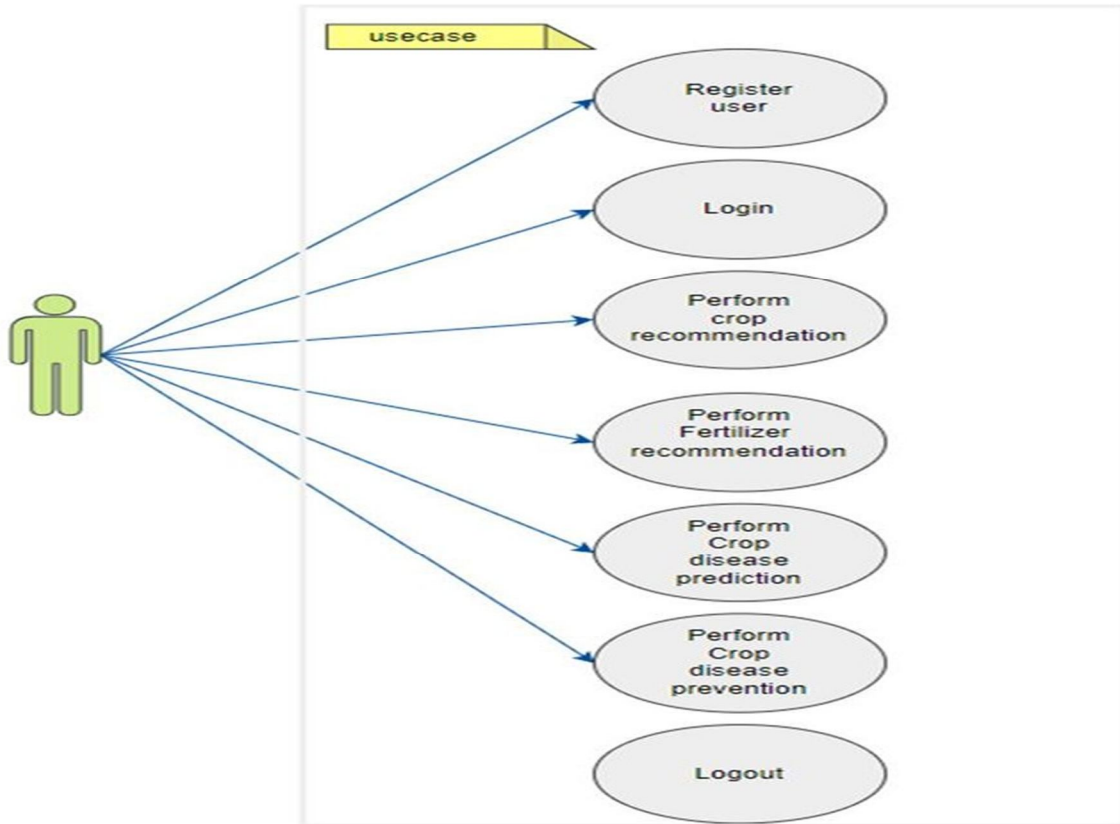 usecase
Register
user
Login
Perform
crop
recommendation
Perform
Fertilizer
recommendation
Perform
Crop
disease
prediction
Perform
Crop
disease
prevention
Logout